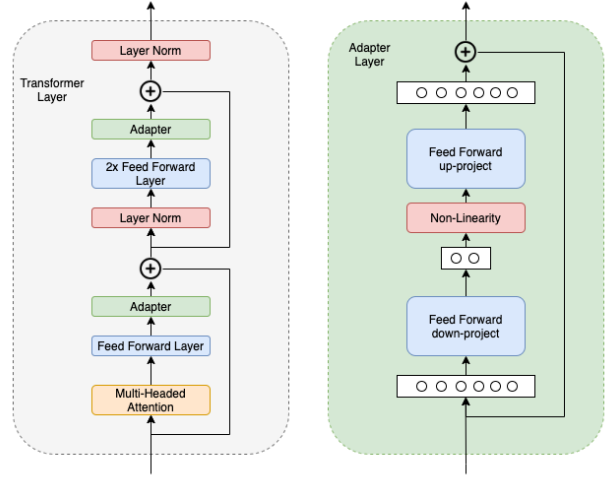 Layer Norm
Transformer
Layer
Adapter
2x Feed Forward
Layer
Layer Norm
Adapter
Feed Forward Layer
Multi-Headed
Attention
Adapter
Layer
Feed Forward
up-project
Non-Linearity
Feed Forward
down-project